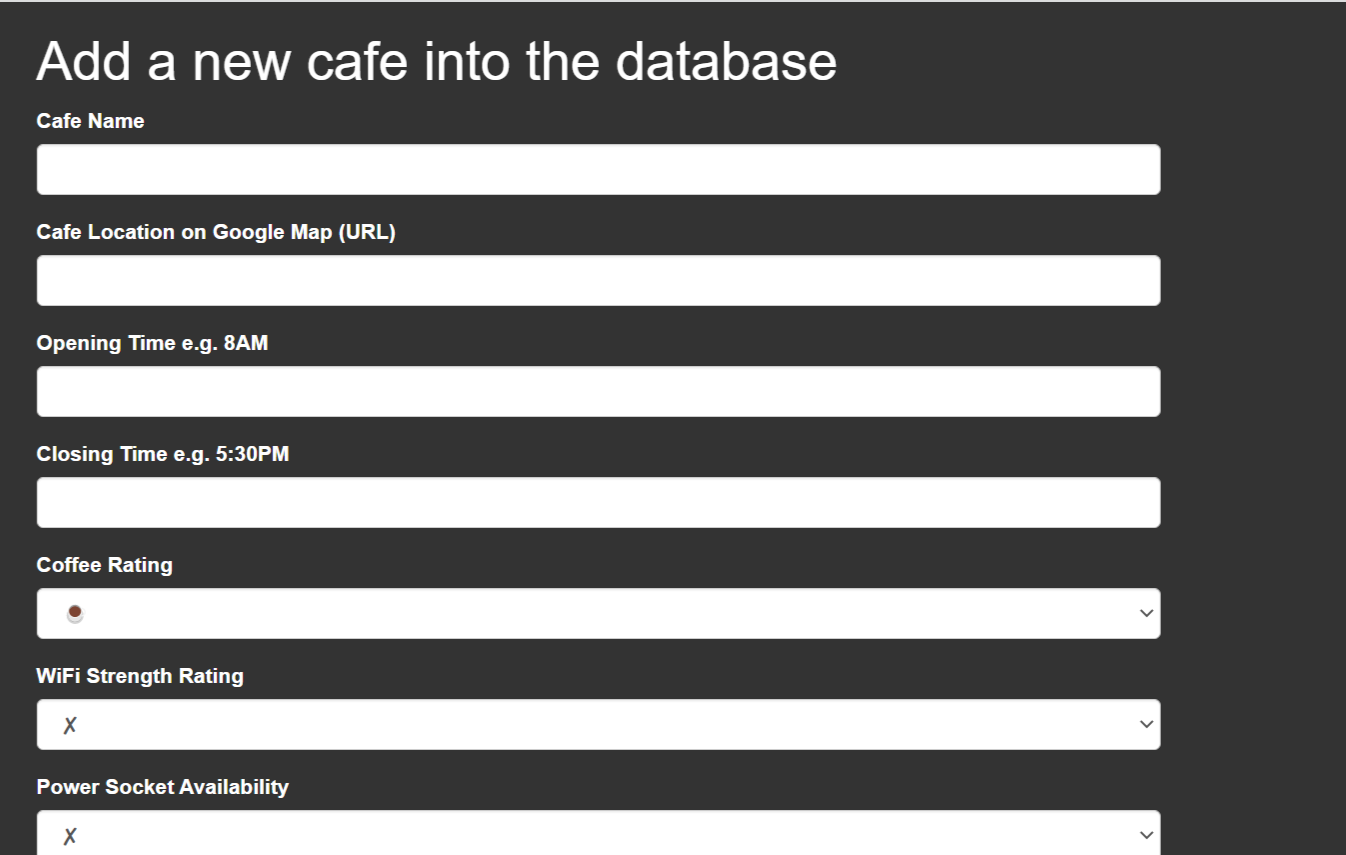 Add a new cafe into the database
Cafe Name
Cafe Location on Google Map (URL)
Opening Time e.g. 8AM
Closing Time e.g. 5:30PM
Coffee Rating
☕
WiFi Strength Rating
✗
Power Socket Availability
✗